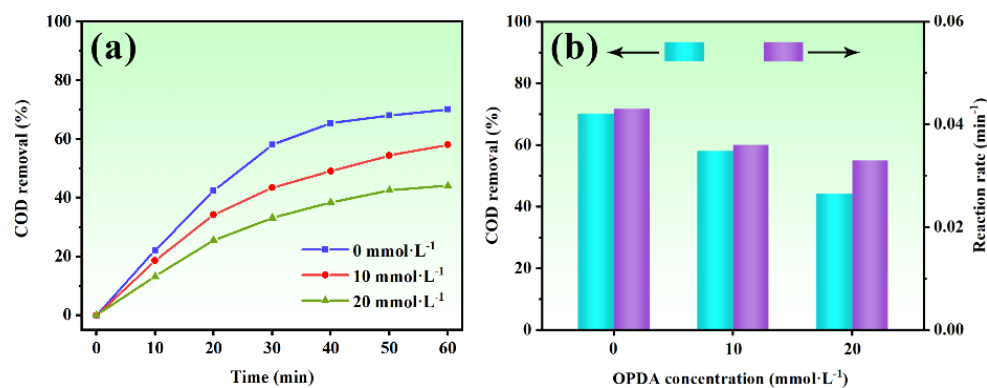 (a)
COD removal (%)
100
80
60
40
20
0
0 10 20 30 40 50 60
Time (min)
0 mmol·L⁻¹
10 mmol·L⁻¹
20 mmol·L⁻¹
(b)
COD removal (%)
100
80
60
40
20
0
0 10 20
OPDA concentration (mmol·L⁻¹)
0.06
0.04
0.02
0.00
Reaction rate (min⁻¹)